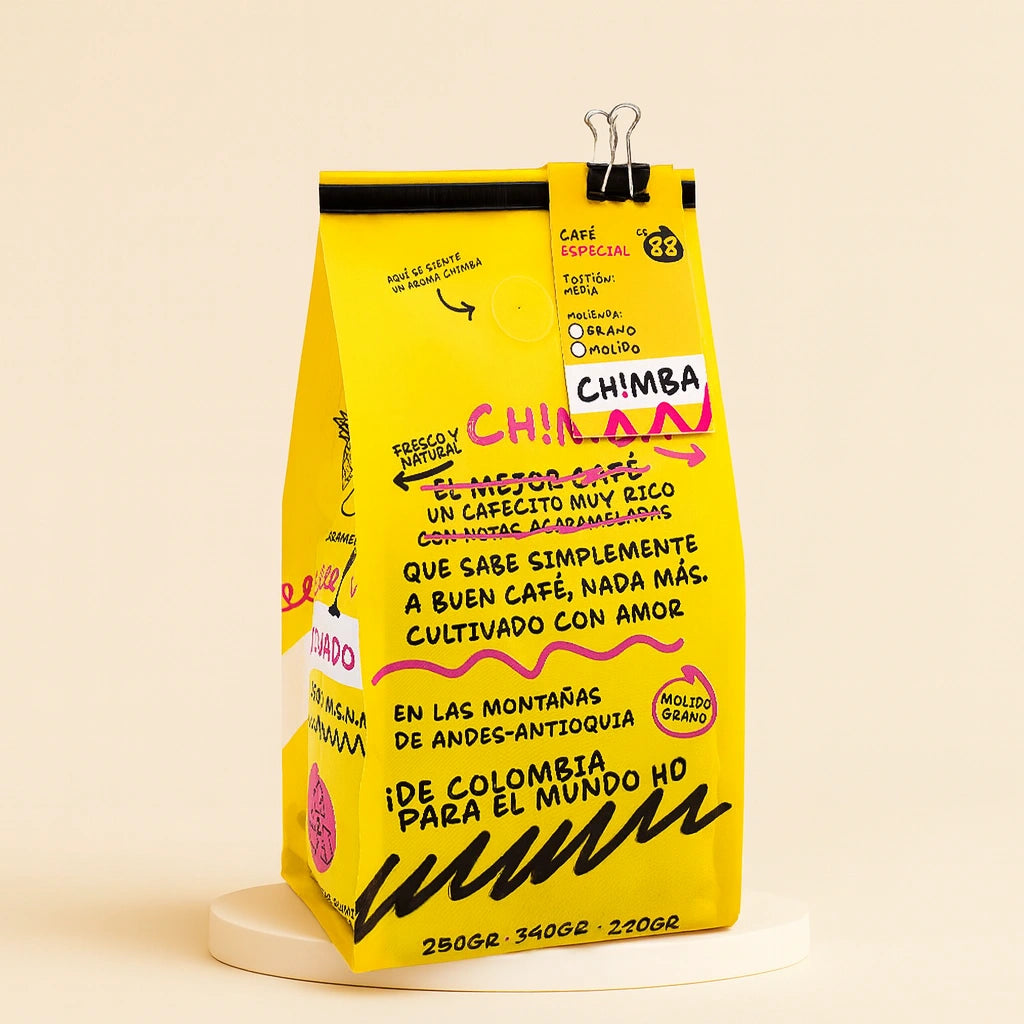 AQUÍ SE SIENTE
UN AROMA CHIMBA
CAFÉ
ESPECIAL
CS
88
TOSTIÓN:
MEDIA
MOLIENDA:
GRANO
MOLIDO
CH!MBA
FRESCO Y
NATURAL
EL MEJOR CAFÉ
UN CAFECITO MUY RICO
CON NOTAS ACARAMELADAS
QUE SABE SIMPLEMENTE
A BUEN CAFÉ, NADA MÁS.
CULTIVADO CON AMOR
EN LAS MONTAÑAS
DE ANDES-ANTIOQUIA
MOLIDO
GRANO
¡DE COLOMBIA
PARA EL MUNDO HO
250GR · 340GR · 220GR
M.S.N.M